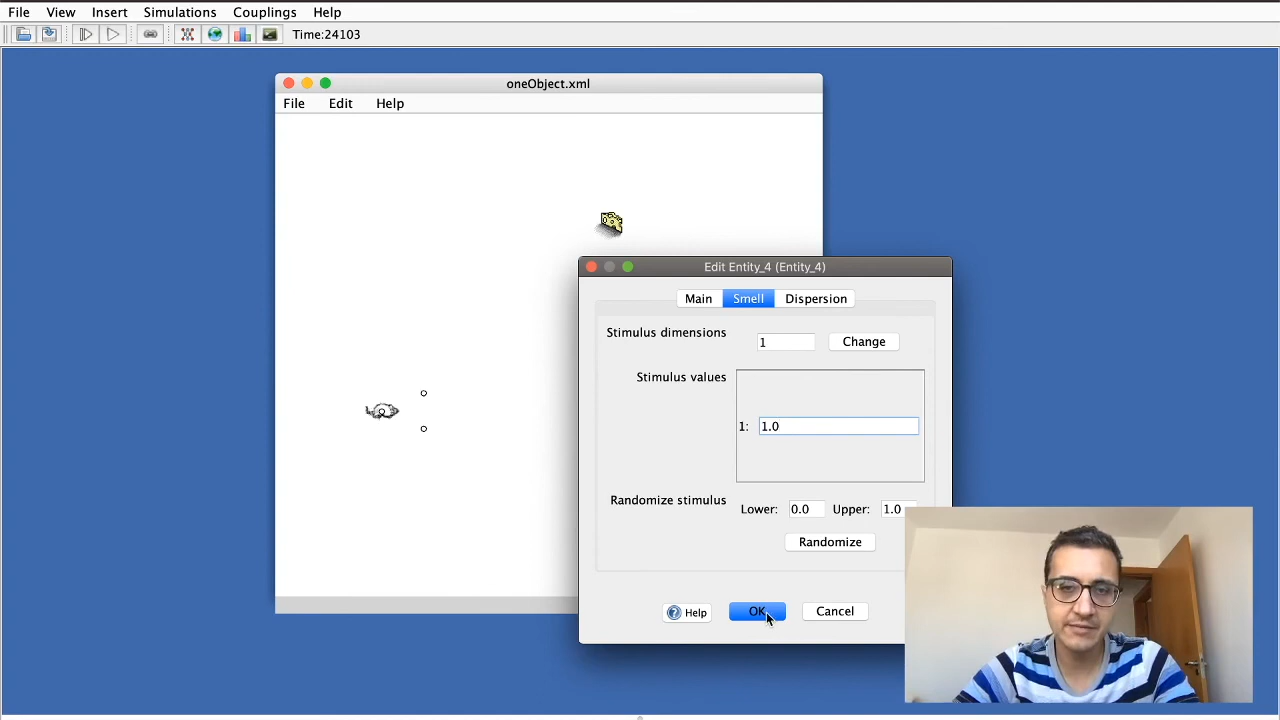 File View Insert Simulations Couplings Help
Time:24103
oneObject.xml
File Edit Help
Edit Entity_4 (Entity_4)
Main Smell Dispersion
Stimulus dimensions 1 Change
Stimulus values
1: 1.0
Randomize stimulus Lower: 0.0 Upper: 1.0
Randomize
? Help OK Cancel